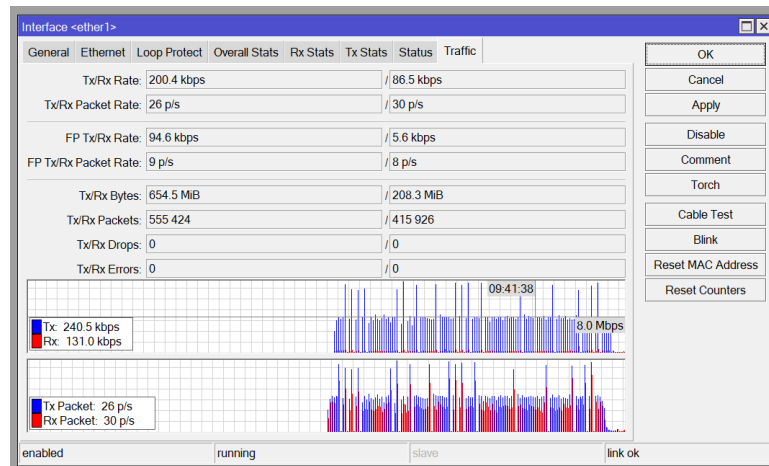 Interface <ether1>
General Ethernet Loop Protect Overall Stats Rx Stats Tx Stats Status Traffic
Tx/Rx Rate: 200.4 kbps / 86.5 kbps
Tx/Rx Packet Rate: 26 p/s / 30 p/s
FP Tx/Rx Rate: 94.6 kbps / 5.6 kbps
FP Tx/Rx Packet Rate: 9 p/s / 8 p/s
Tx/Rx Bytes: 654.5 MiB / 208.3 MiB
Tx/Rx Packets: 555 424 / 415 926
Tx/Rx Drops: 0 / 0
Tx/Rx Errors: 0 / 0
09:41:38
8.0 Mbps
Tx: 240.5 kbps
Rx: 131.0 kbps
Tx Packet: 26 p/s
Rx Packet: 30 p/s
OK
Cancel
Apply
Disable
Comment
Torch
Cable Test
Blink
Reset MAC Address
Reset Counters
enabled running slave link ok